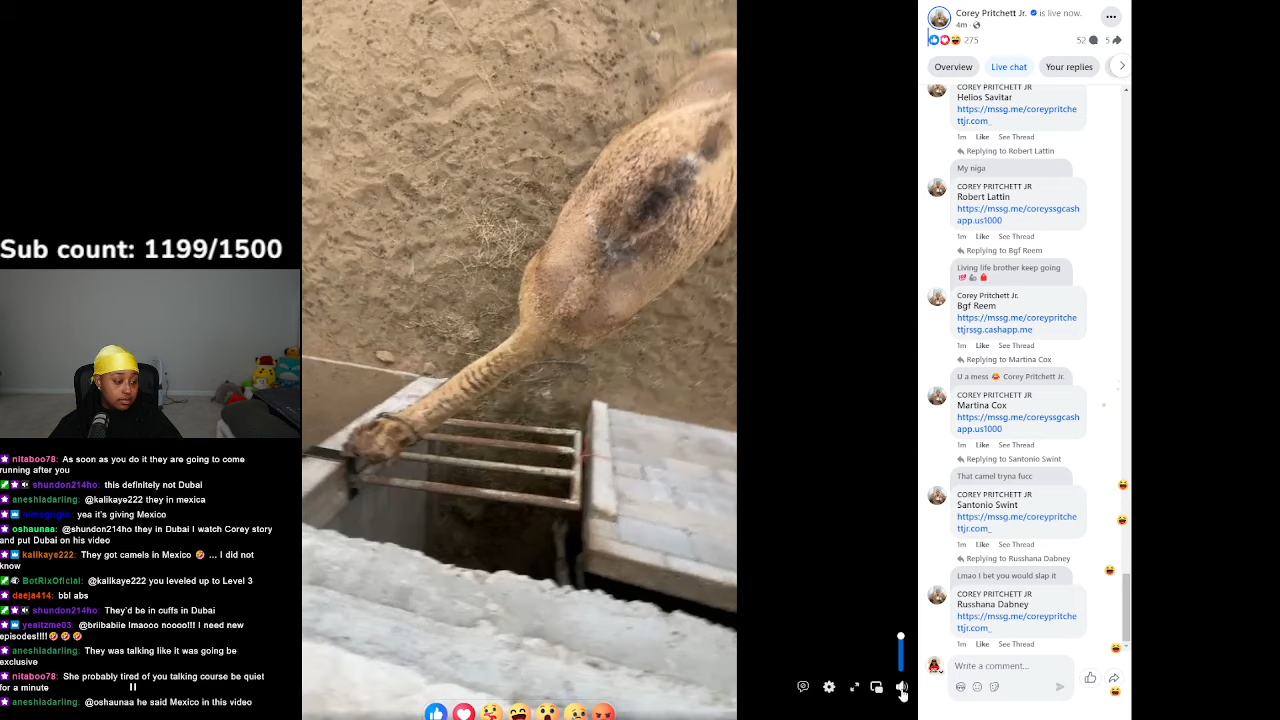 Sub count: 1199/1500
nitaboo78: As soon as you do it they are going to come
running after you
shundon214ho: this definitely not Dubai
aneshiadarling: @kalikaye222 they in mexico
yea it's giving Mexico
oshaunaa: @shundon214ho they in Dubai I watch Corey story
and put Dubai on his video
kalikaye222: They got camels in Mexico 🤣 ... I did not
know
BotRixOficial: @kalikaye222 you leveled up to Level 3
daeja414: bbl abs
shundon214ho: They'd be in cuffs in Dubai
yeaitzme03: @briibabiie lmaooo noooo!!! I need new
episodes!!!!🤣🤣🤣
aneshiadarling: They was talking like it was going be
exclusive
nitaboo78: She probably tired of you talking course be quiet
for a minute
aneshiadarling: @oshaunaa he said Mexico in this video
Corey Pritchett Jr. is live now.
4m
275
52
5
Overview
Live chat
Your replies
COREY PRITCHETT JR
Helios Savitar
https://mssg.me/coreypritche
ttjr.com_
1m Like See Thread
Replying to Robert Lattin
My niga
COREY PRITCHETT JR
Robert Lattin
https://mssg.me/coreyssgcash
app.us1000
1m Like See Thread
Replying to Bgf Reem
Living life brother keep going
💯👍🏽
Corey Pritchett Jr.
Bgf Reem
https://mssg.me/coreypritche
ttjrssg.cashapp.me
1m Like See Thread
Replying to Martina Cox
U a mess 😂 Corey Pritchett Jr.
COREY PRITCHETT JR
Martina Cox
https://mssg.me/coreyssgcash
app.us1000
1m Like See Thread
Replying to Santonio Swint
That camel tryna fucc
COREY PRITCHETT JR
Santonio Swint
https://mssg.me/coreypritche
ttjr.com_
1m Like See Thread
Replying to Russhana Dabney
Lmao I bet you would slap it
COREY PRITCHETT JR
Russhana Dabney
https://mssg.me/coreypritche
ttjr.com_
1m Like See Thread
Write a comment...